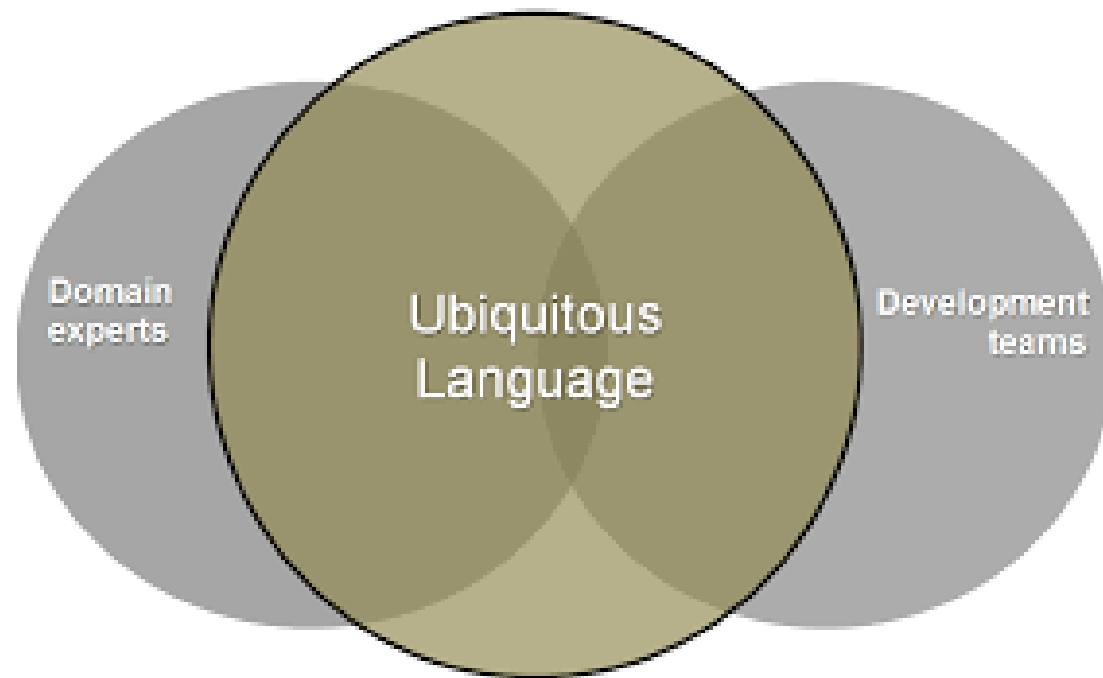 Domain
experts
Ubiquitous
Language
Development
teams